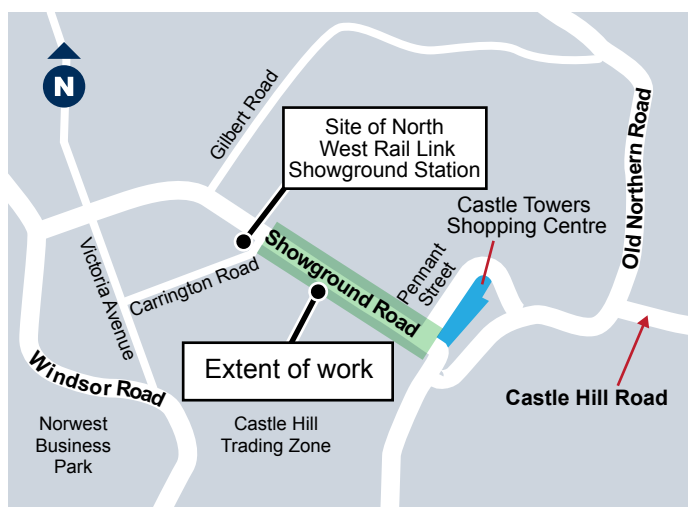 N
Gilbert Road
Site of North
West Rail Link
Showground Station
Old Northern Road
Castle Towers
Shopping Centre
Showground Road
Pennant
Street
Victoria Avenue
Carrington Road
Windsor Road
Extent of work
Castle Hill Road
Norwest
Business
Park
Castle Hill
Trading Zone